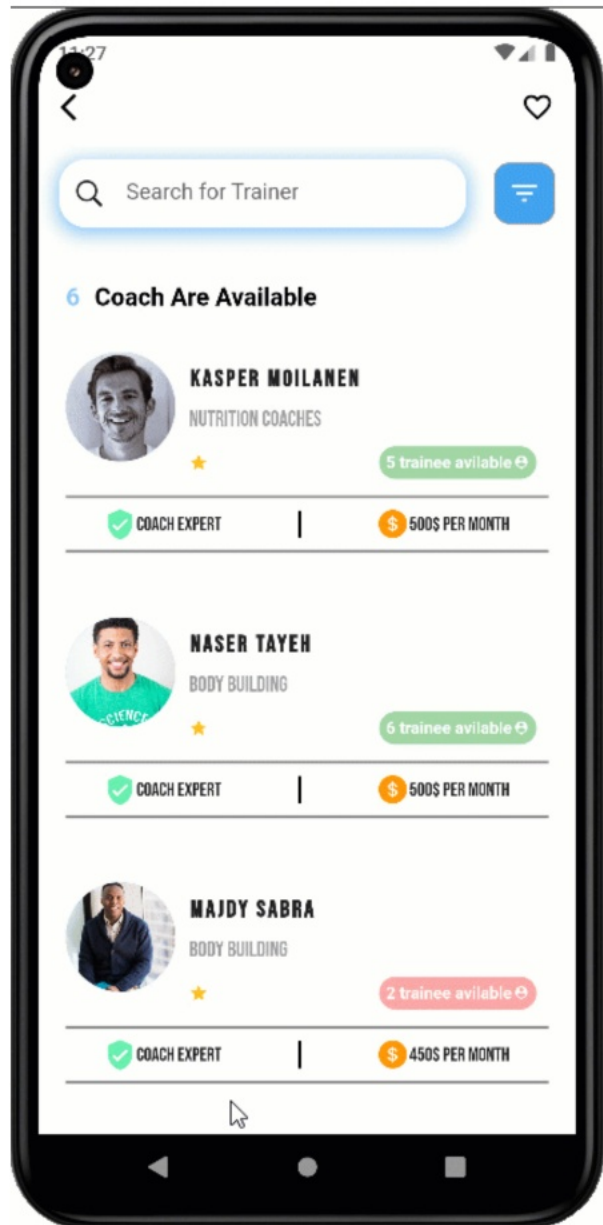 11:27
Search for Trainer
6 Coach Are Available
KASPER MOILANEN
NUTRITION COACHES
5 trainee avilable
COACH EXPERT | 500$ PER MONTH
NASER TAYEH
BODY BUILDING
SCIENCE
6 trainee avilable
COACH EXPERT | 500$ PER MONTH
MAJDY SABRA
BODY BUILDING
2 trainee avilable
COACH EXPERT | 450$ PER MONTH